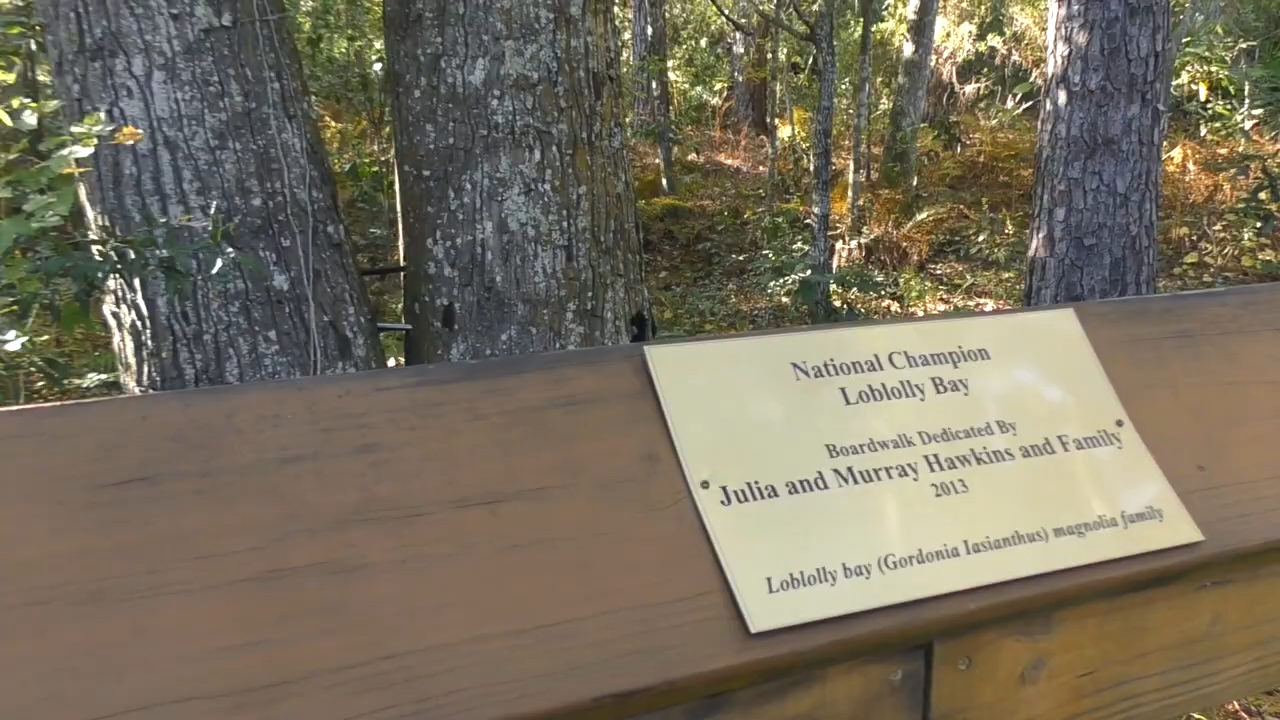 National Champion
Loblolly Bay
Boardwalk Dedicated By
Julia and Murray Hawkins and Family
2013
Loblolly bay (Gordonia Iasianthus) magnolia family